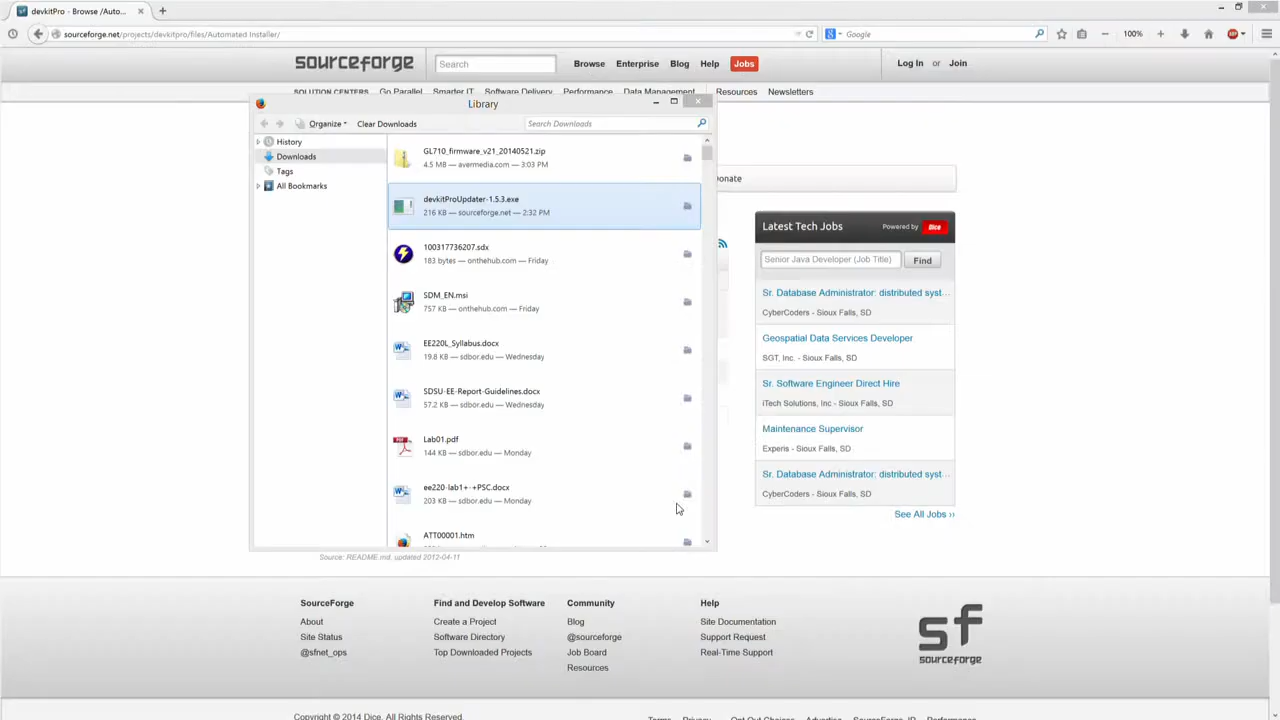 devkitPro - Browse /Auto...
sourceforge.net/projects/devkitpro/files/Automated Installer/
Google
100%
sourceforge
Search
Browse
Enterprise
Blog
Help
Jobs
Log In or Join
SOLUTION CENTERS
Go Parallel
Smarter IT
Software Delivery
Performance
Data Management
Resources
Newsletters
Library
Organize
Clear Downloads
Search Downloads
History
Downloads
Tags
All Bookmarks
GL710_firmware_v21_20140521.zip
4.5 MB — avermedia.com — 3:03 PM
devkitProUpdater-1.5.3.exe
216 KB — sourceforge.net — 2:32 PM
100317736207.sdx
183 bytes — onthehub.com — Friday
SDM_EN.msi
757 KB — onthehub.com — Friday
EE220L_Syllabus.docx
19.8 KB — sdbor.edu — Wednesday
SDSU-EE-Report-Guidelines.docx
57.2 KB — sdbor.edu — Wednesday
Lab01.pdf
144 KB — sdbor.edu — Monday
ee220-lab1+-+PSC.docx
203 KB — sdbor.edu — Monday
ATT00001.htm
onate
Latest Tech Jobs
Powered by Dice
Senior Java Developer (Job Title)
Find
Sr. Database Administrator: distributed syst...
CyberCoders - Sioux Falls, SD
Geospatial Data Services Developer
SGT, Inc. - Sioux Falls, SD
Sr. Software Engineer Direct Hire
iTech Solutions, Inc - Sioux Falls, SD
Maintenance Supervisor
Experis - Sioux Falls, SD
Sr. Database Administrator: distributed syst...
CyberCoders - Sioux Falls, SD
See All Jobs ››
Source: README.md, updated 2012-04-11
SourceForge
About
Site Status
@sfnet_ops
Find and Develop Software
Create a Project
Software Directory
Top Downloaded Projects
Community
Blog
@sourceforge
Job Board
Resources
Help
Site Documentation
Support Request
Real-Time Support
sf
sourceforge
Copyright © 2014 Dice. All Rights Reserved.
Terms
Privacy
Opt Out Choices
Advertise
SourceForge JP
Performance